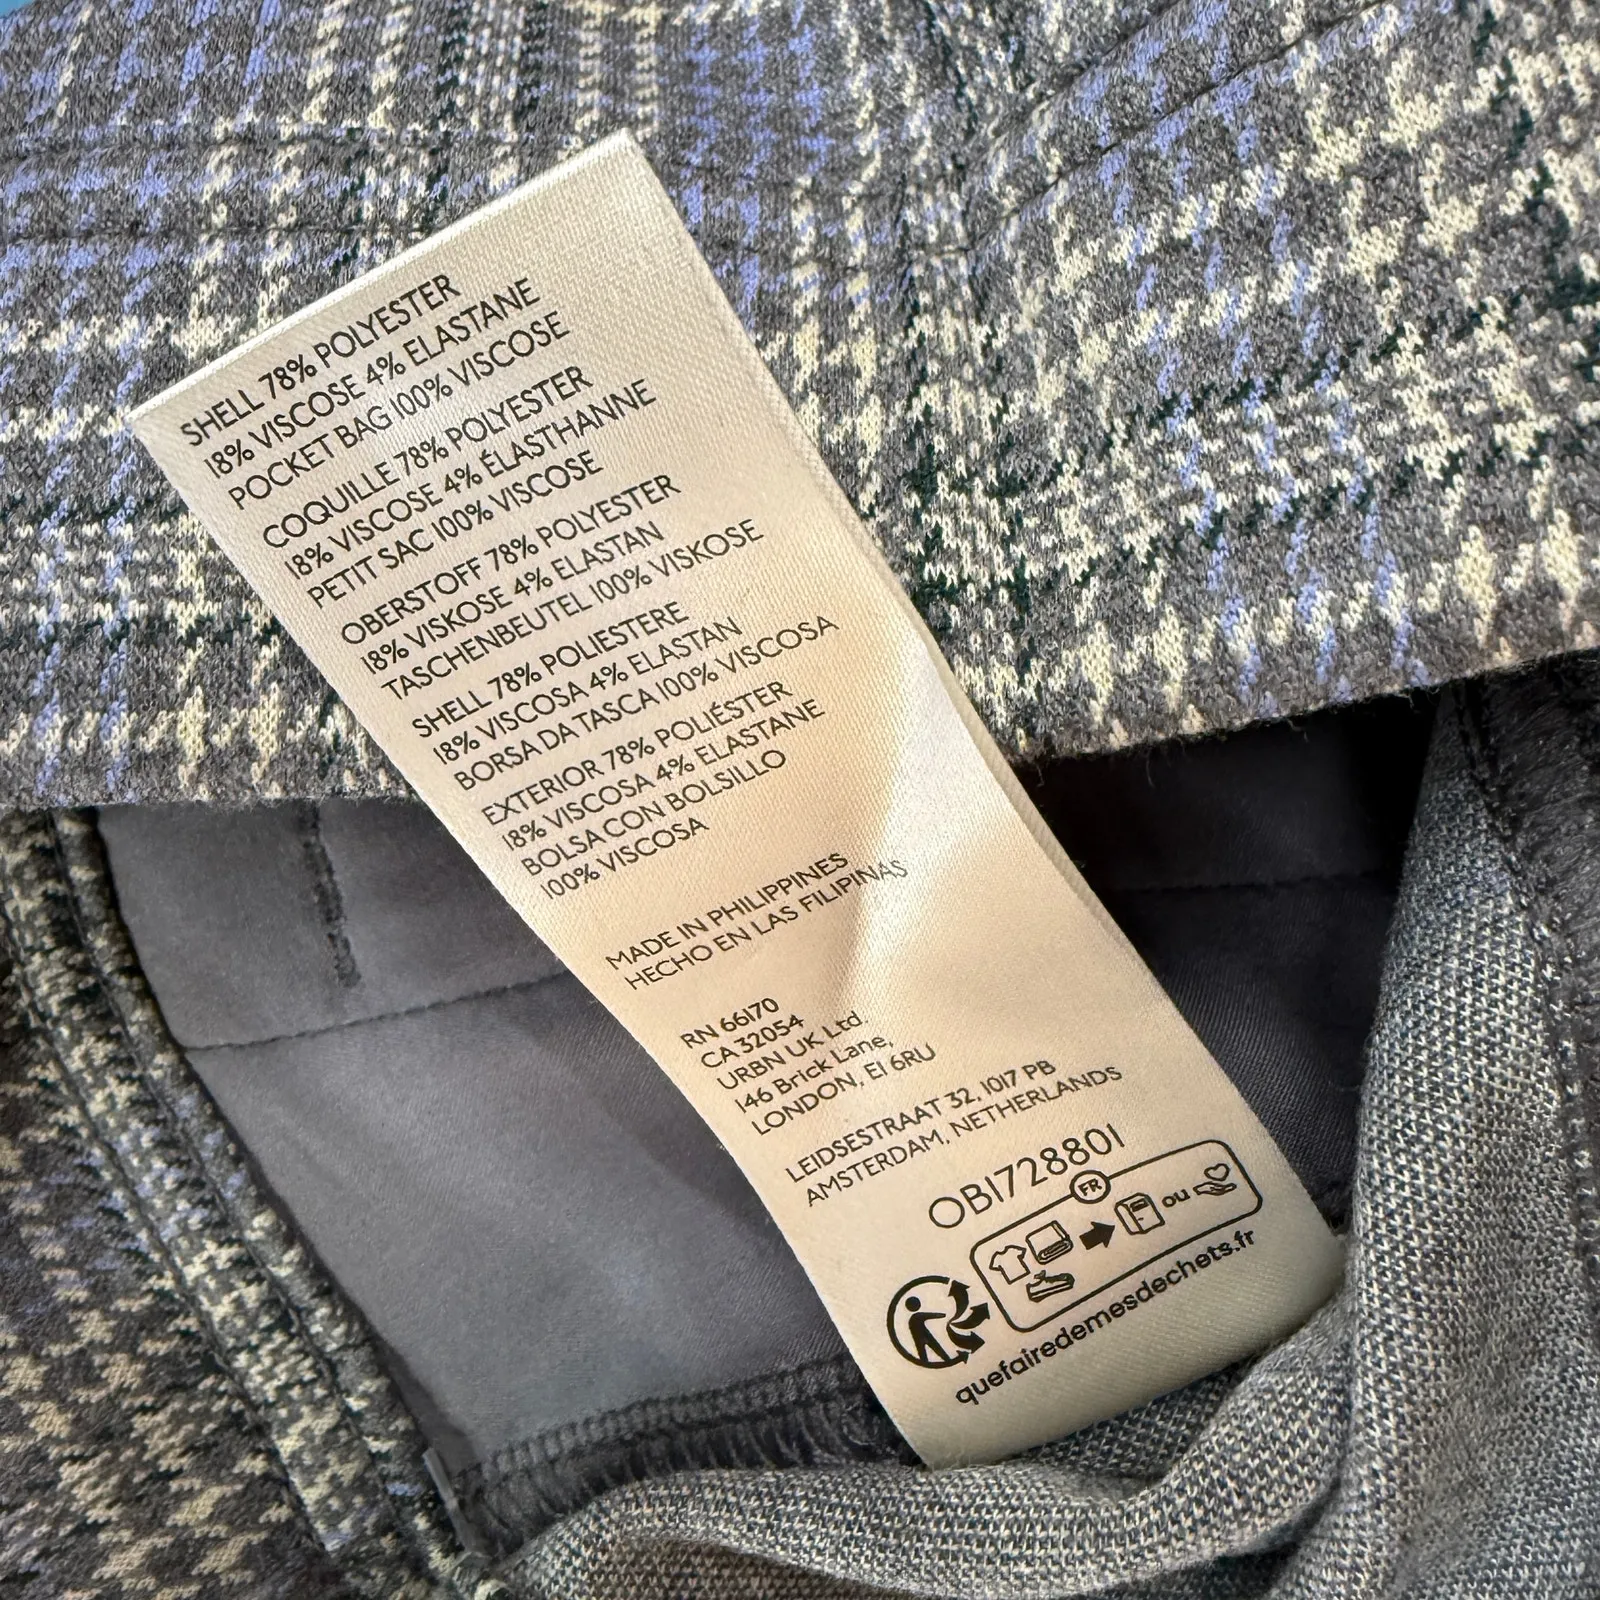 SHELL 78% POLYESTER
18% VISCOSE 4% ELASTANE
POCKET BAG 100% VISCOSE
COQUILLE 78% POLYESTER
18% VISCOSE 4% ÉLASTHANNE
PETIT SAC 100% VISCOSE
OBERSTOFF 78% POLYESTER
18% VISKOSE 4% ELASTAN
TASCHENBEUTEL 100% VISKOSE
SHELL 78% POLIESTERE
18% VISCOSA 4% ELASTAN
BORSA DA TASCA 100% VISCOSA
EXTERIOR 78% POLIÉSTER
18% VISCOSA 4% ELASTANE
BOLSA CON BOLSILLO
100% VISCOSA
MADE IN PHILIPPINES
HECHO EN LAS FILIPINAS
RN 66170
CA 32054
URBN UK Ltd.
146 Brick Lane,
LONDON, E1 6RU
LEIDSESTRAAT 32, 1017 PB
AMSTERDAM, NETHERLANDS
OB1728801
FR
ou
quefairedemesdechets.fr